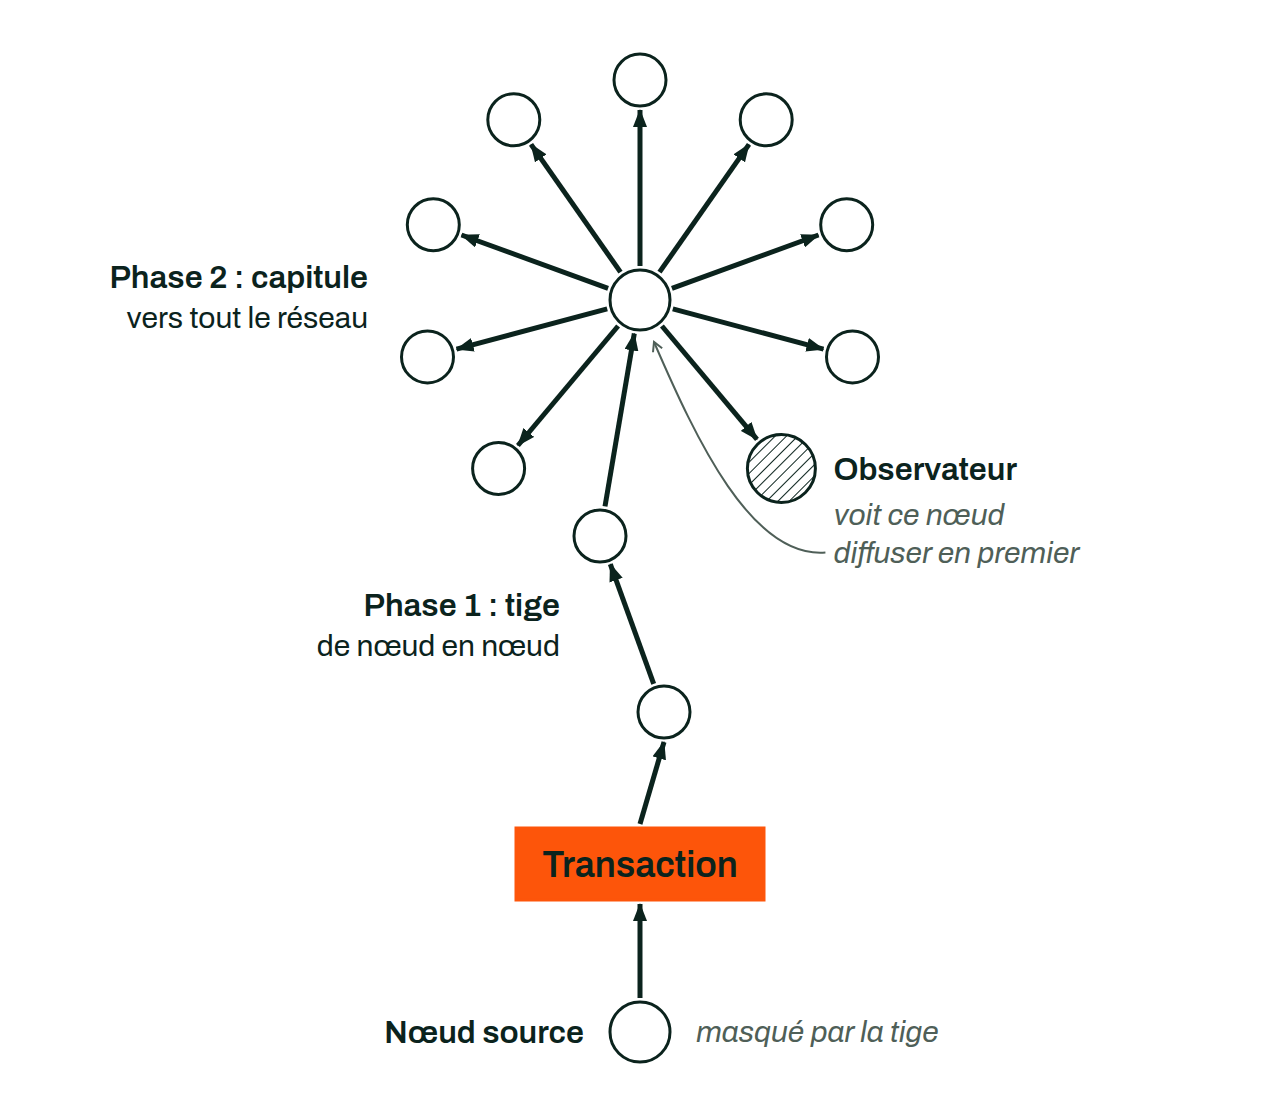 Phase 2 : capitule
vers tout le réseau
Observateur
voit ce nœud
diffuser en premier
Phase 1 : tige
de nœud en nœud
Transaction
Nœud source
masqué par la tige